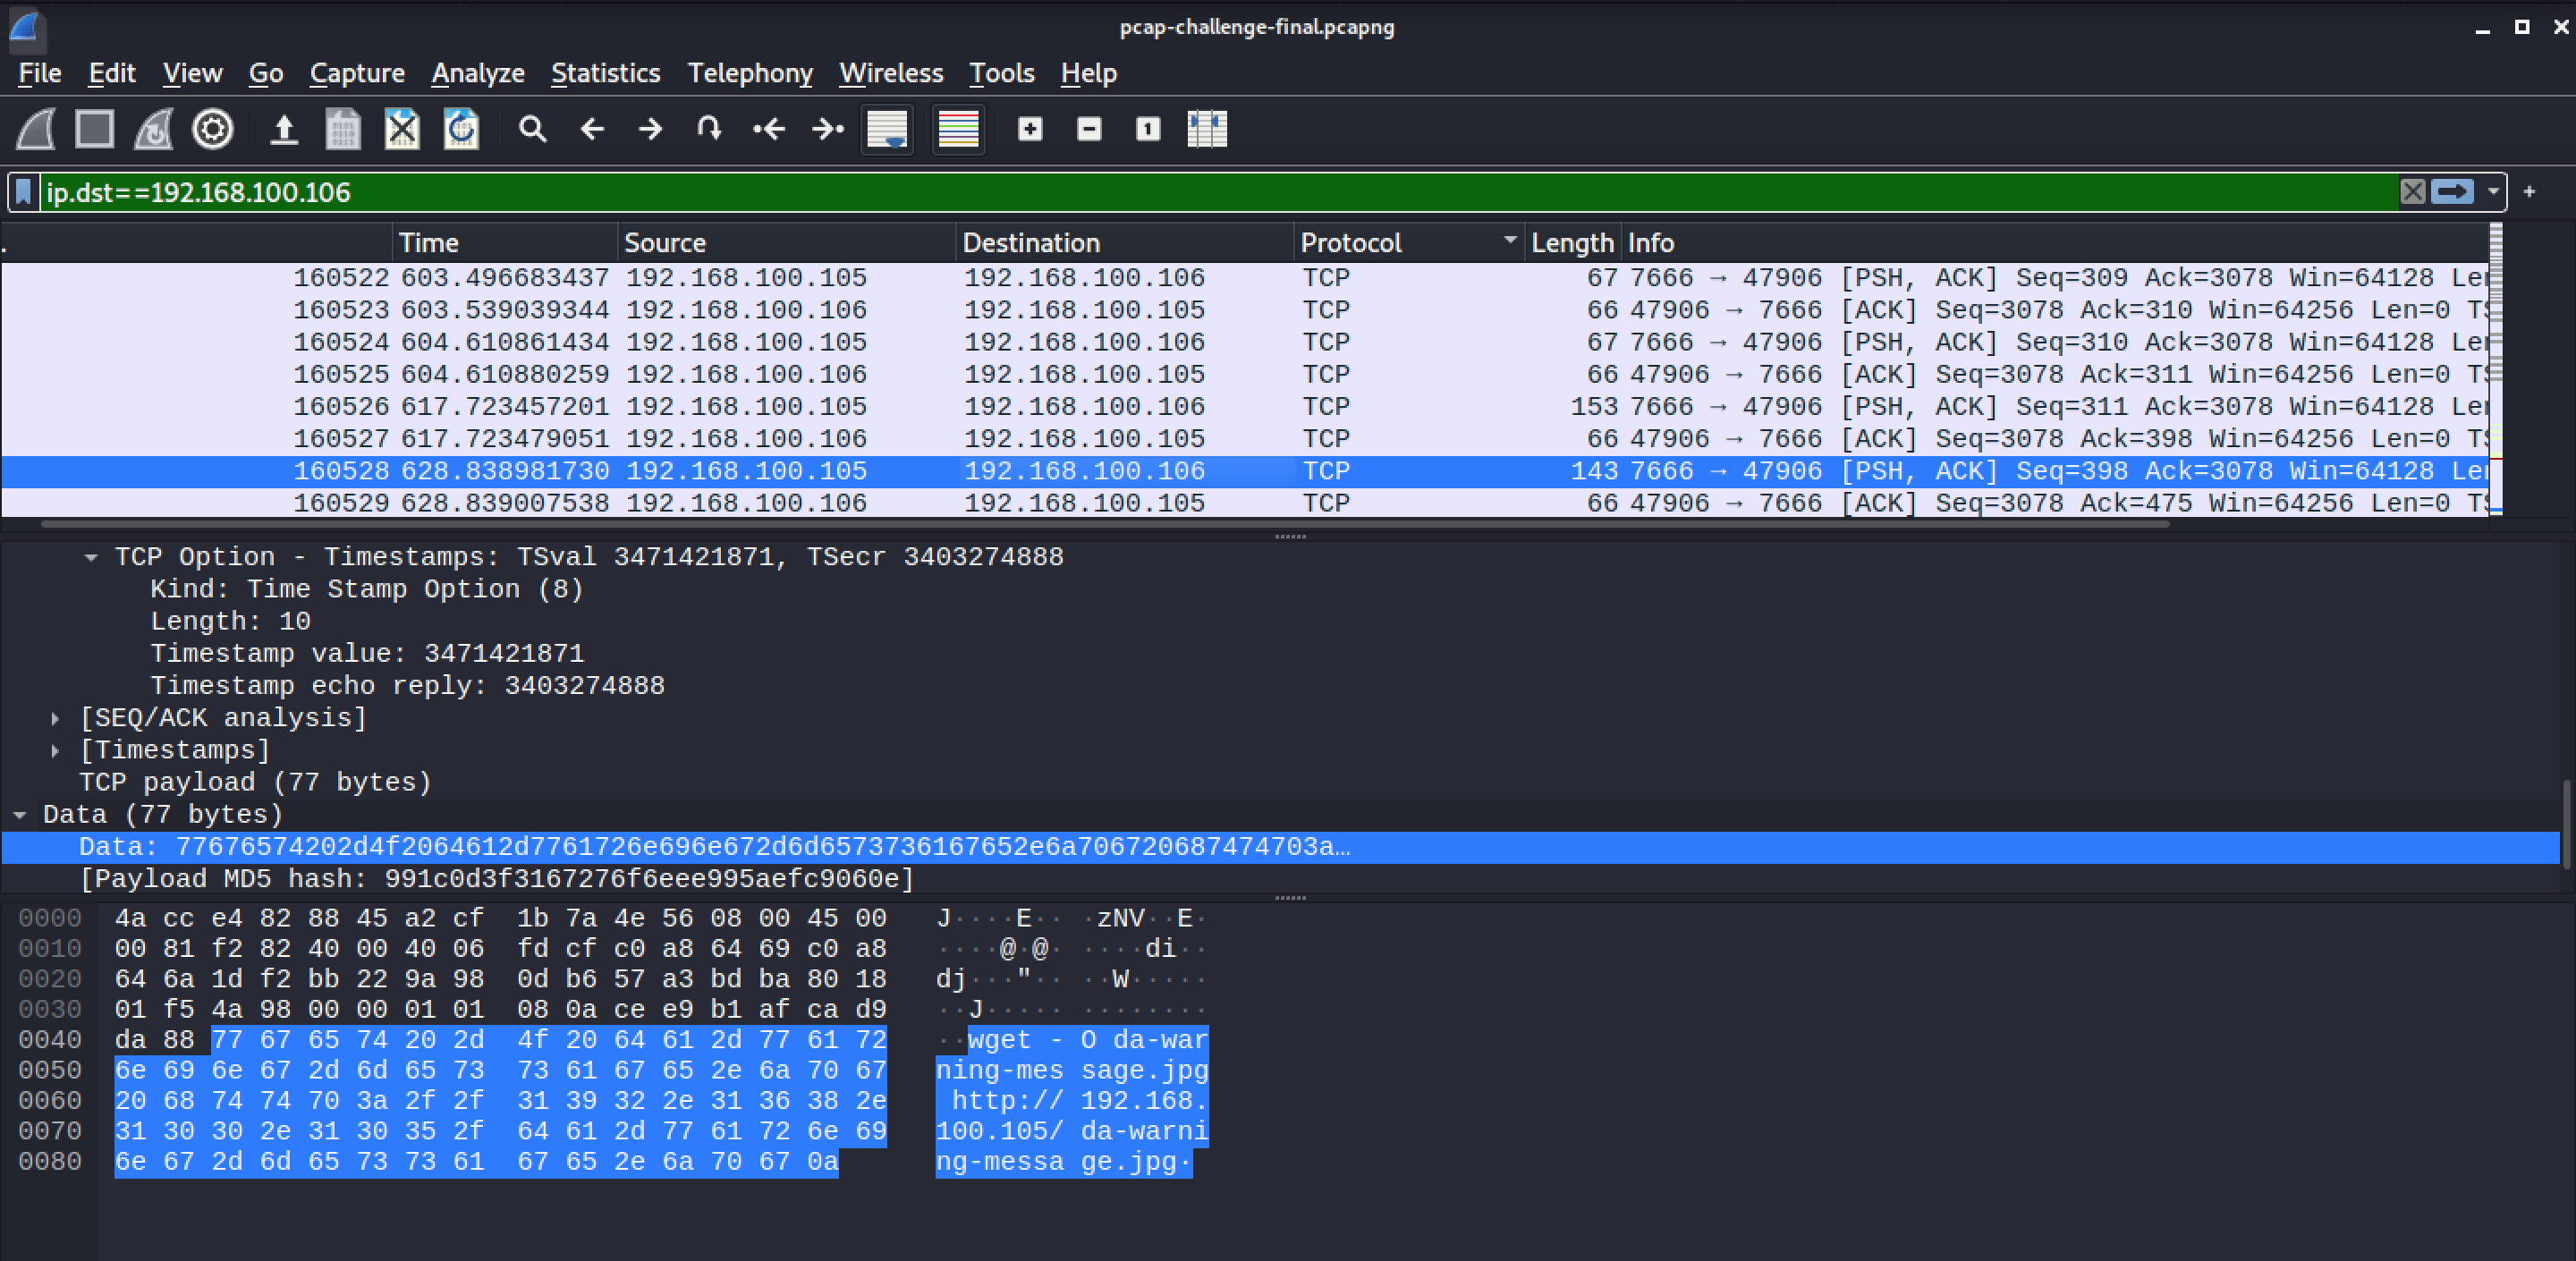 pcap-challenge-final.pcapng
File Edit View Go Capture Analyze Statistics Telephony Wireless Tools Help
ip.dst==192.168.100.106
. Time Source Destination Protocol Length Info
160522 603.496683437 192.168.100.105 192.168.100.106 TCP 67 7666 → 47906 [PSH, ACK] Seq=309 Ack=3078 Win=64128 Le
160523 603.539039344 192.168.100.106 192.168.100.105 TCP 66 47906 → 7666 [ACK] Seq=3078 Ack=310 Win=64256 Len=0 TS
160524 604.610861434 192.168.100.105 192.168.100.106 TCP 67 7666 → 47906 [PSH, ACK] Seq=310 Ack=3078 Win=64128 Le
160525 604.610880259 192.168.100.106 192.168.100.105 TCP 66 47906 → 7666 [ACK] Seq=3078 Ack=311 Win=64256 Len=0 TS
160526 617.723457201 192.168.100.105 192.168.100.106 TCP 153 7666 → 47906 [PSH, ACK] Seq=311 Ack=3078 Win=64128 Le
160527 617.723479051 192.168.100.106 192.168.100.105 TCP 66 47906 → 7666 [ACK] Seq=3078 Ack=398 Win=64256 Len=0 TS
160528 628.838981730 192.168.100.105 192.168.100.106 TCP 143 7666 → 47906 [PSH, ACK] Seq=398 Ack=3078 Win=64128 Le
160529 628.839007538 192.168.100.106 192.168.100.105 TCP 66 47906 → 7666 [ACK] Seq=3078 Ack=475 Win=64256 Len=0 TS
TCP Option - Timestamps: TSval 3471421871, TSecr 3403274888
Kind: Time Stamp Option (8)
Length: 10
Timestamp value: 3471421871
Timestamp echo reply: 3403274888
[SEQ/ACK analysis]
[Timestamps]
TCP payload (77 bytes)
Data (77 bytes)
Data: 77676574202d4f2064612d7761726e696e672d6d6573736167652e6a706720687474703a…
[Payload MD5 hash: 991c0d3f3167276f6eee995aefc9060e]
0000 4a cc e4 82 88 45 a2 cf 1b 7a 4e 56 08 00 45 00 J····E·· ·zNV··E·
0010 00 81 f2 82 40 00 40 06 fd cf c0 a8 64 69 c0 a8 ····@·@· ····di··
0020 64 6a 1d f2 bb 22 9a 98 0d b6 57 a3 bd ba 80 18 dj···"·· ··W·····
0030 01 f5 4a 98 00 00 01 01 08 0a ce e9 b1 af ca d9 ··J····· ········
0040 da 88 77 67 65 74 20 2d 4f 20 64 61 2d 77 61 72 ··wget - O da-war
0050 6e 69 6e 67 2d 6d 65 73 73 61 67 65 2e 6a 70 67 ning-mes sage.jpg
0060 20 68 74 74 70 3a 2f 2f 31 39 32 2e 31 36 38 2e http:// 192.168.
0070 31 30 30 2e 31 30 35 2f 64 61 2d 77 61 72 6e 69 100.105/ da-warni
0080 6e 67 2d 6d 65 73 73 61 67 65 2e 6a 70 67 0a ng-messa ge.jpg·